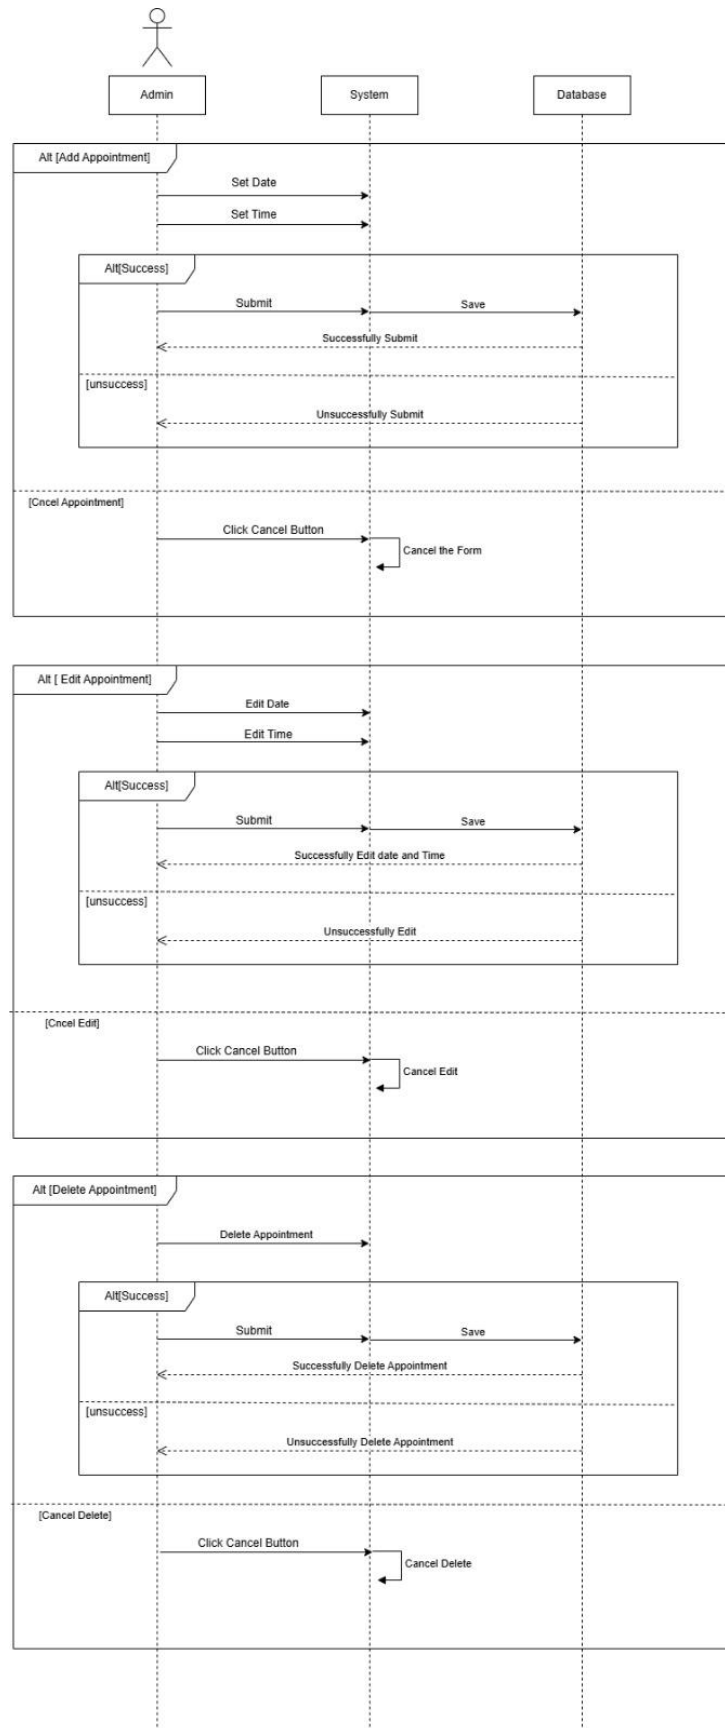 Admin
System
Database
Alt [Add Appointment]
Set Date
Set Time
Alt[Success]
Submit
Save
Successfully Submit
[unsuccess]
Unsuccessfully Submit
[Cncel Appointment]
Click Cancel Button
Cancel the Form
Alt [ Edit Appointment]
Edit Date
Edit Time
Alt[Success]
Submit
Save
Successfully Edit date and Time
[unsuccess]
Unsuccessfully Edit
[Cncel Edit]
Click Cancel Button
Cancel Edit
Alt [Delete Appointment]
Delete Appointment
Alt[Success]
Submit
Save
Successfully Delete Appointment
[unsuccess]
Unsuccessfully Delete Appointment
[Cancel Delete]
Click Cancel Button
Cancel Delete